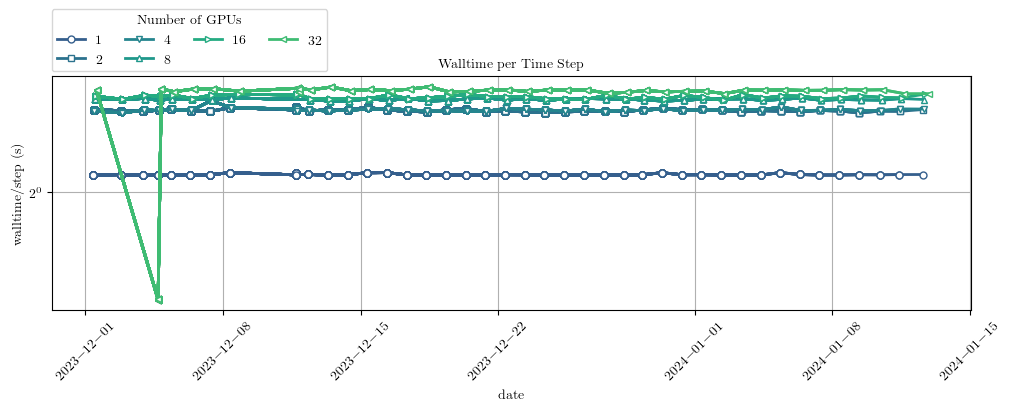 Number of GPUs
1 4 16 32
2 8
Walltime per Time Step
walltime/step (s)
2⁰
2023−12−01 2023−12−08 2023−12−15 2023−12−22 2024−01−01 2024−01−08 2024−01−15
date